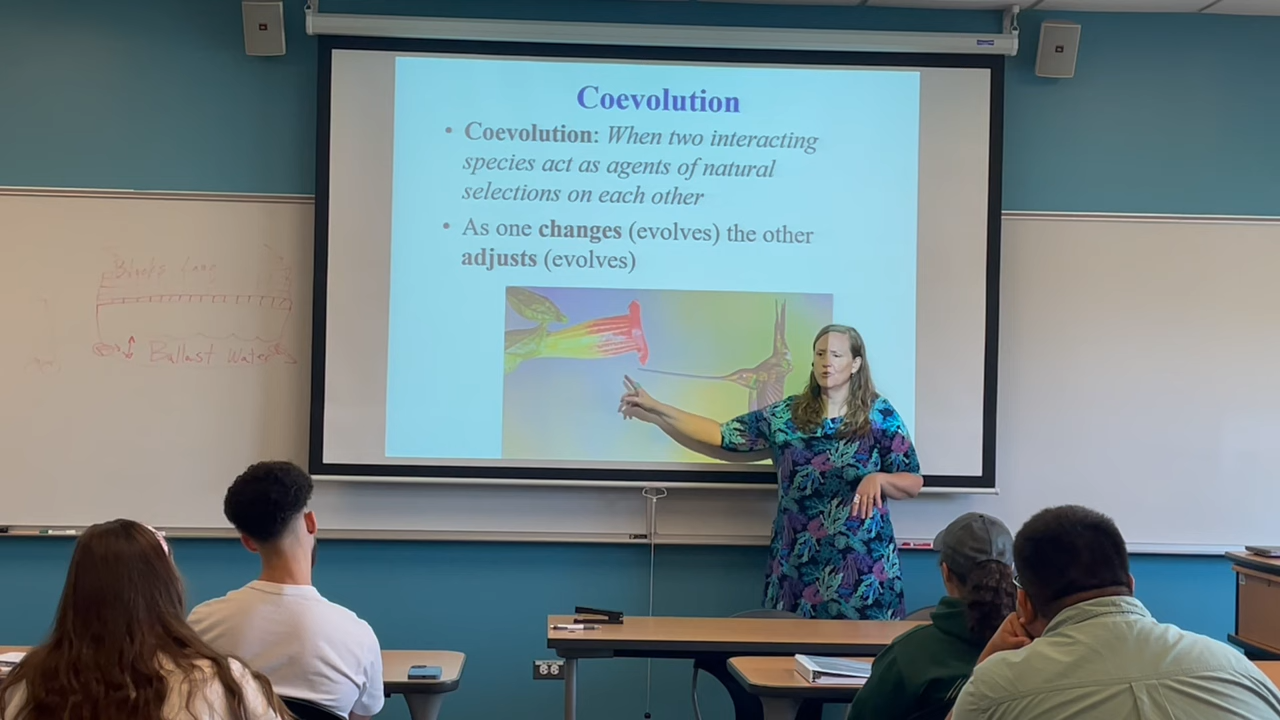 Coevolution
• Coevolution: When two interacting
species act as agents of natural
selections on each other
• As one changes (evolves) the other
adjusts (evolves)
Ballast Water